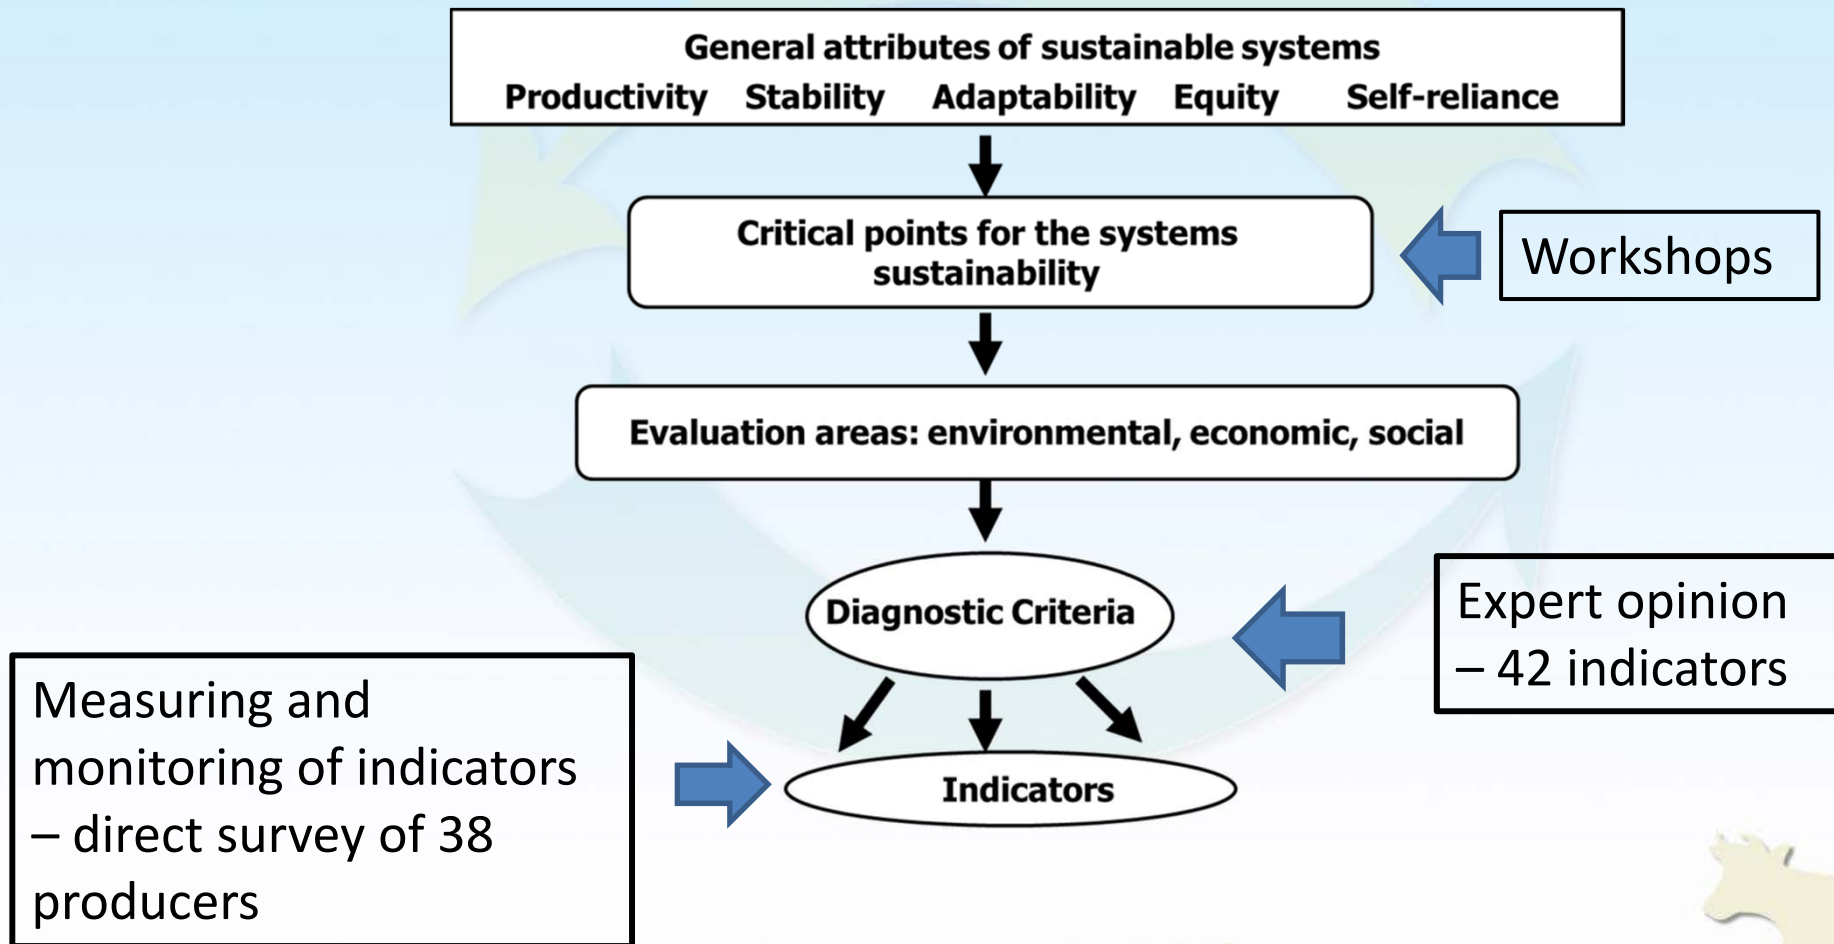 General attributes of sustainable systems
Productivity Stability Adaptability Equity Self-reliance
Critical points for the systems
sustainability
Workshops
Evaluation areas: environmental, economic, social
Diagnostic Criteria
Expert opinion
– 42 indicators
Measuring and
monitoring of indicators
– direct survey of 38
producers
Indicators